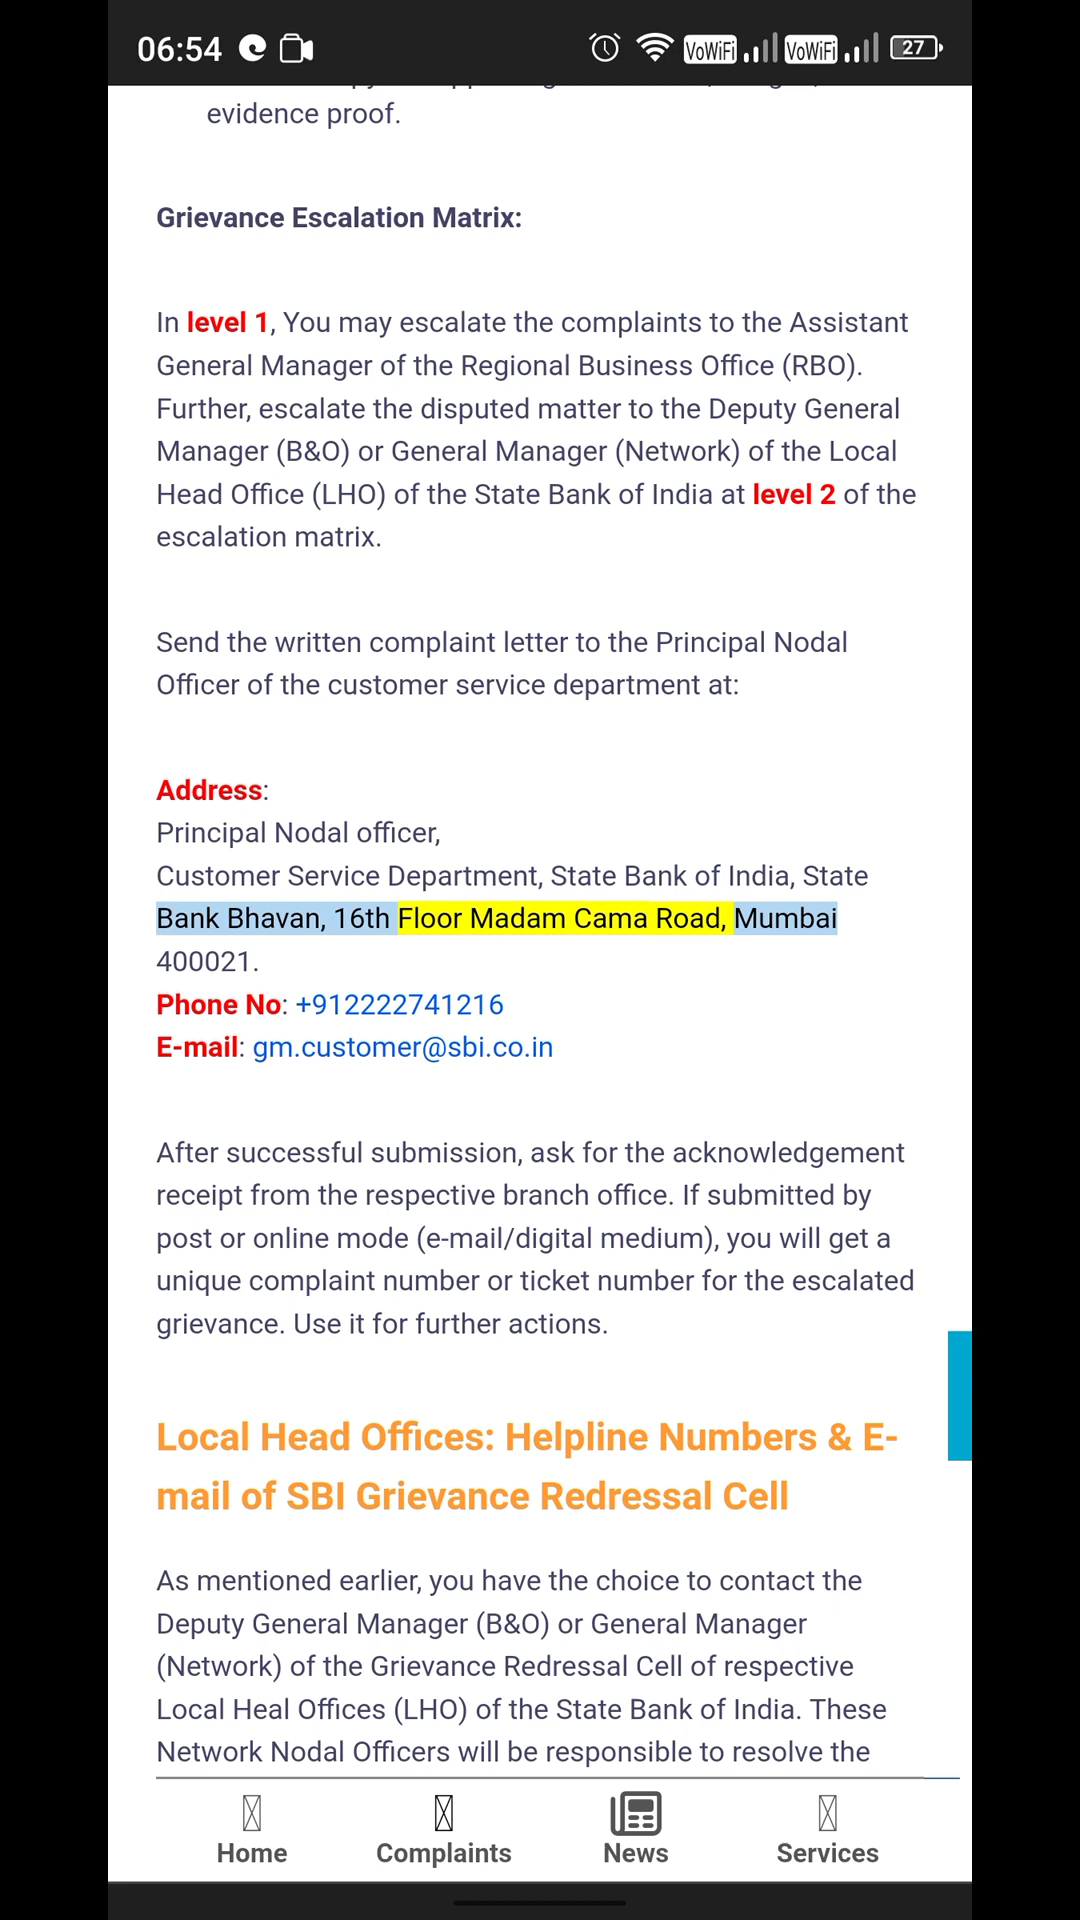 06:54
VoWiFi VoWiFi 27
evidence proof.
Grievance Escalation Matrix:
In level 1, You may escalate the complaints to the Assistant
General Manager of the Regional Business Office (RBO).
Further, escalate the disputed matter to the Deputy General
Manager (B&O) or General Manager (Network) of the Local
Head Office (LHO) of the State Bank of India at level 2 of the
escalation matrix.
Send the written complaint letter to the Principal Nodal
Officer of the customer service department at:
Address:
Principal Nodal officer,
Customer Service Department, State Bank of India, State
Bank Bhavan, 16th Floor Madam Cama Road, Mumbai
400021.
Phone No: +912222741216
E-mail: gm.customer@sbi.co.in
After successful submission, ask for the acknowledgement
receipt from the respective branch office. If submitted by
post or online mode (e-mail/digital medium), you will get a
unique complaint number or ticket number for the escalated
grievance. Use it for further actions.
Local Head Offices: Helpline Numbers & E-
mail of SBI Grievance Redressal Cell
As mentioned earlier, you have the choice to contact the
Deputy General Manager (B&O) or General Manager
(Network) of the Grievance Redressal Cell of respective
Local Heal Offices (LHO) of the State Bank of India. These
Network Nodal Officers will be responsible to resolve the
Home Complaints News Services